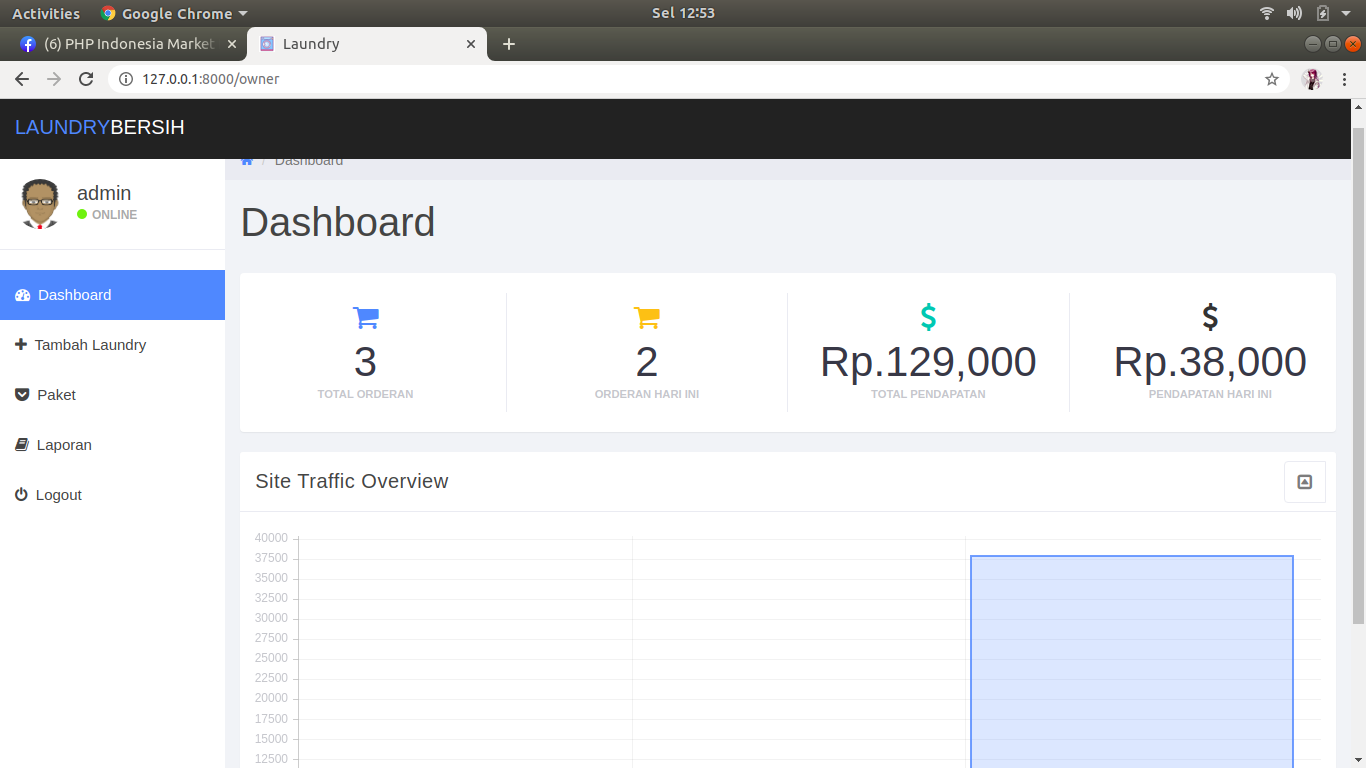 Activities
Google Chrome
Sel 12:53
(6) PHP Indonesia Market
Laundry
127.0.0.1:8000/owner
LAUNDRYBERSIH
/ Dashboard
admin
ONLINE
Dashboard
Tambah Laundry
Paket
Laporan
Logout
Dashboard
3
TOTAL ORDERAN
2
ORDERAN HARI INI
Rp.129,000
TOTAL PENDAPATAN
Rp.38,000
PENDAPATAN HARI INI
Site Traffic Overview
40000
37500
35000
32500
30000
27500
25000
22500
20000
17500
15000
12500